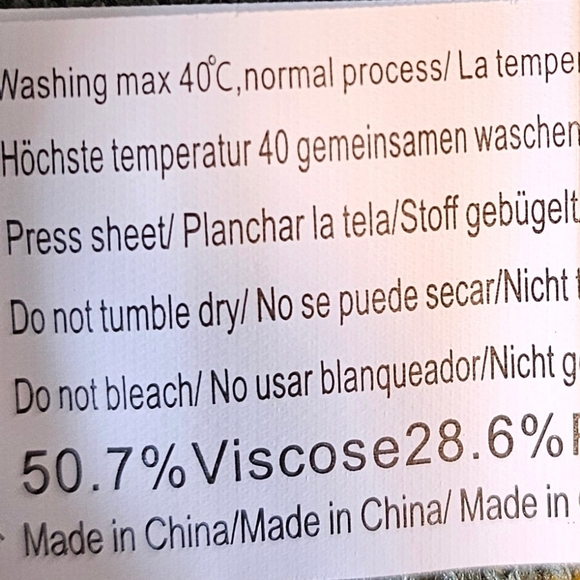 Washing max 40℃,normal process/ La temper
Höchste temperatur 40 gemeinsamen waschen
Press sheet/ Planchar la tela/Stoff gebügelt
Do not tumble dry/ No se puede secar/Nicht
Do not bleach/ No usar blanqueador/Nicht g
50.7%Viscose28.6%
Made in China/Made in China/ Made in